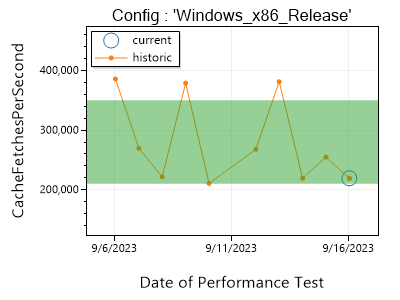 Config : 'Windows_x86_Release'
current
historic
400,000
300,000
200,000
CacheFetchesPerSecond
9/6/2023
9/11/2023
9/16/2023
Date of Performance Test